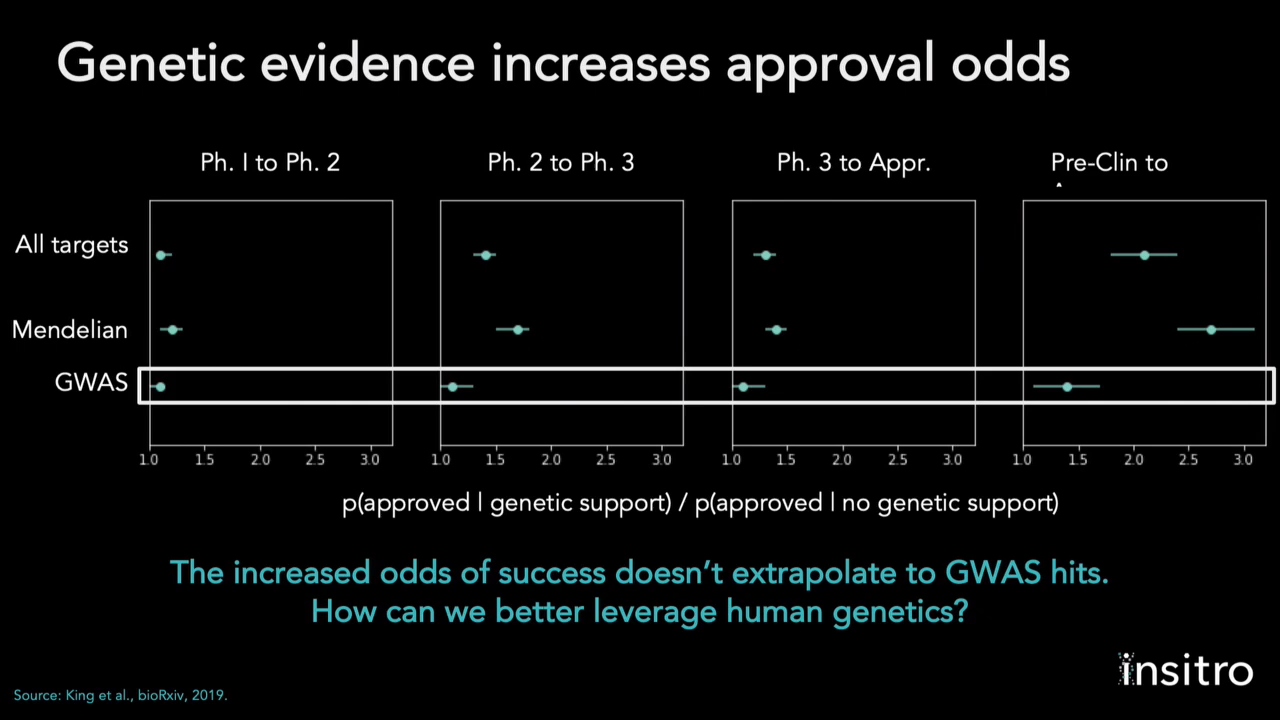 Genetic evidence increases approval odds
Ph. I to Ph. 2
Ph. 2 to Ph. 3
Ph. 3 to Appr.
Pre-Clin to
All targets
Mendelian
GWAS
1.0 1.5 2.0 2.5 3.0
1.0 1.5 2.0 2.5 3.0
1.0 1.5 2.0 2.5 3.0
1.0 1.5 2.0 2.5 3.0
p(approved | genetic support) / p(approved | no genetic support)
The increased odds of success doesn't extrapolate to GWAS hits.
How can we better leverage human genetics?
insitro
Source: King et al., bioRxiv, 2019.